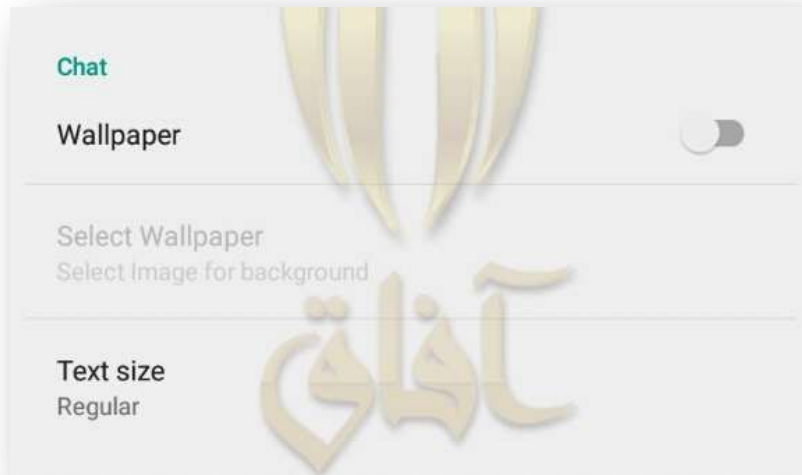 Chat
Wallpaper
Select Wallpaper
Select Image for background
آفاق
Text size
Regular